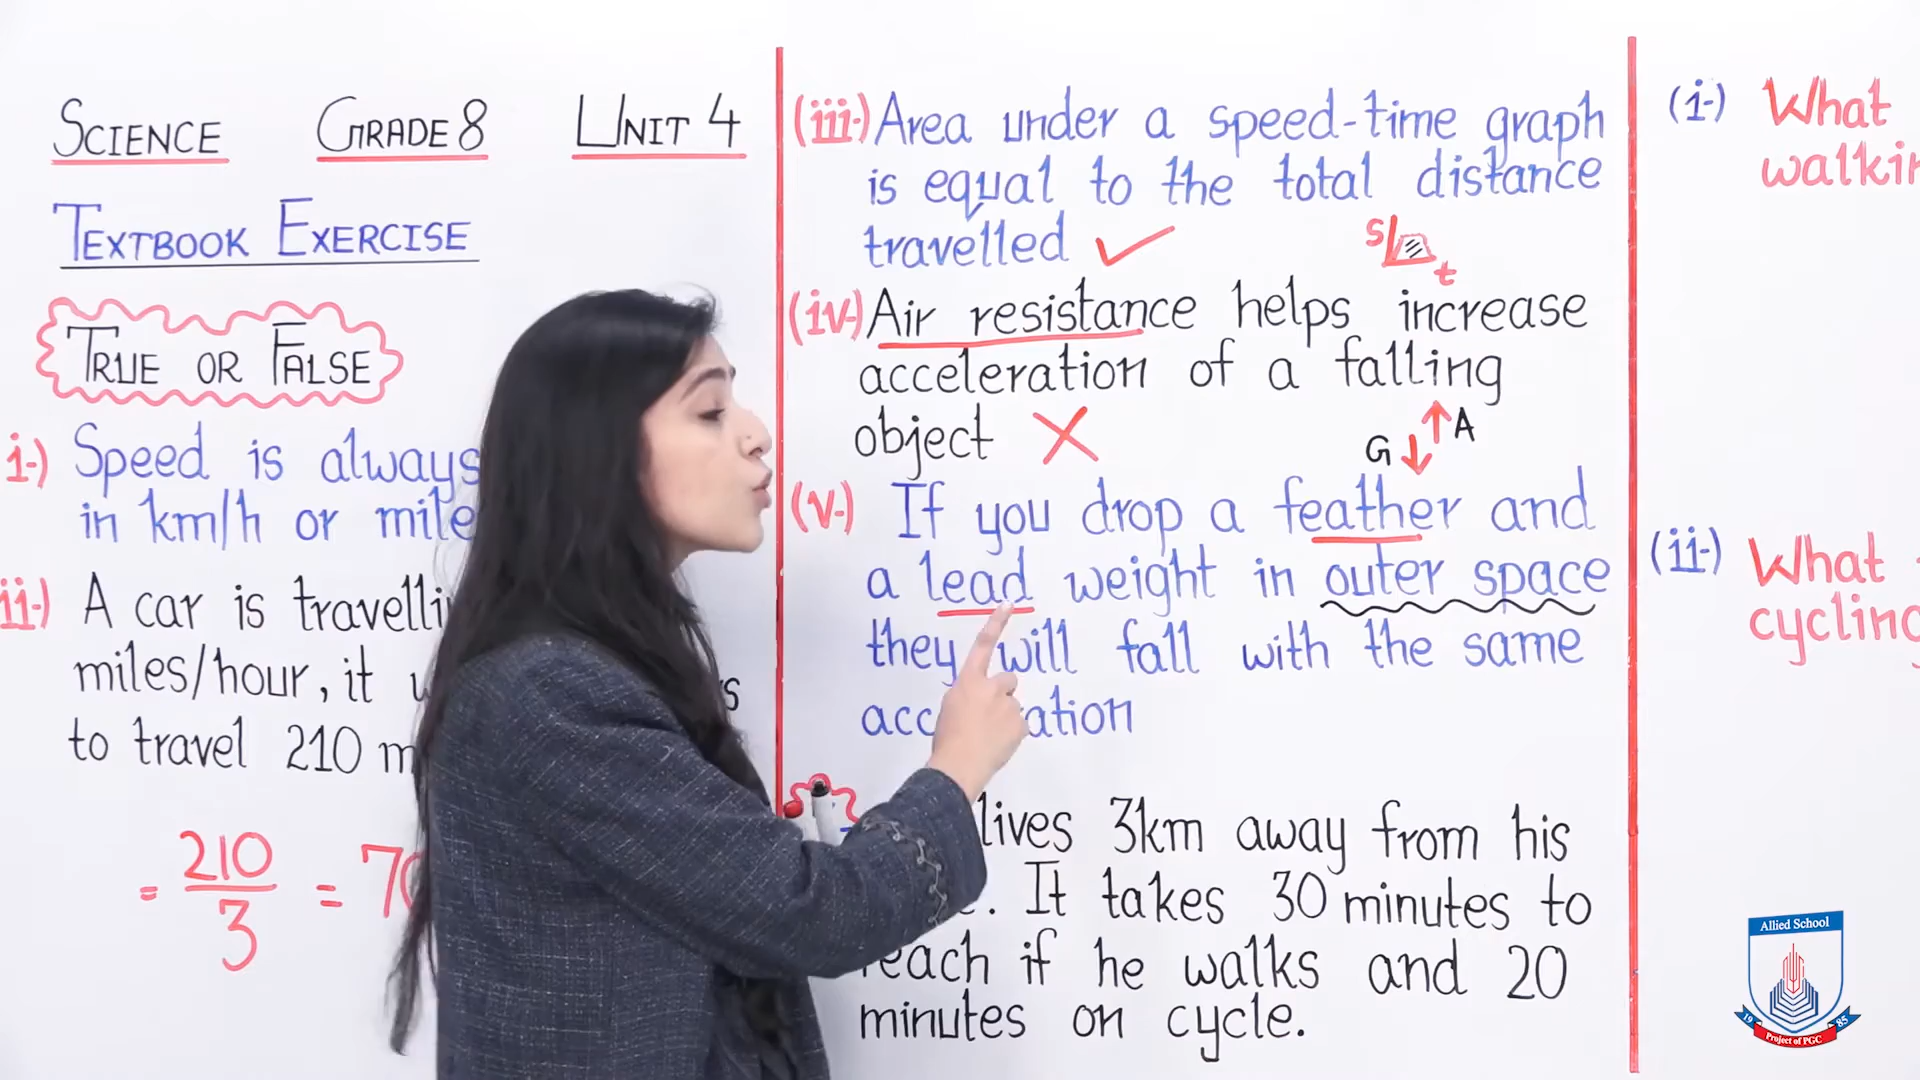 SCIENCE GRADE 8 UNIT 4
TEXTBOOK EXERCISE
TRUE OR FALSE
i-) Speed is always
in km/h or mile
ii-) A car is travelli
miles/hour, it
to travel 210 m
= 210/3 = 70
(iii-) Area under a speed-time graph
is equal to the total distance
travelled ✓
S
t
(iv-) Air resistance helps increase
acceleration of a falling
object ✗
G A
(v-) If you drop a feather and
a lead weight in outer space
they will fall with the same
acc ation
lives 3km away from his
. It takes 30 minutes to
reach if he walks and 20
minutes on cycle.
(i-) What
walkin
(ii-) What
cycling
Allied School
19 85
Project of PGC